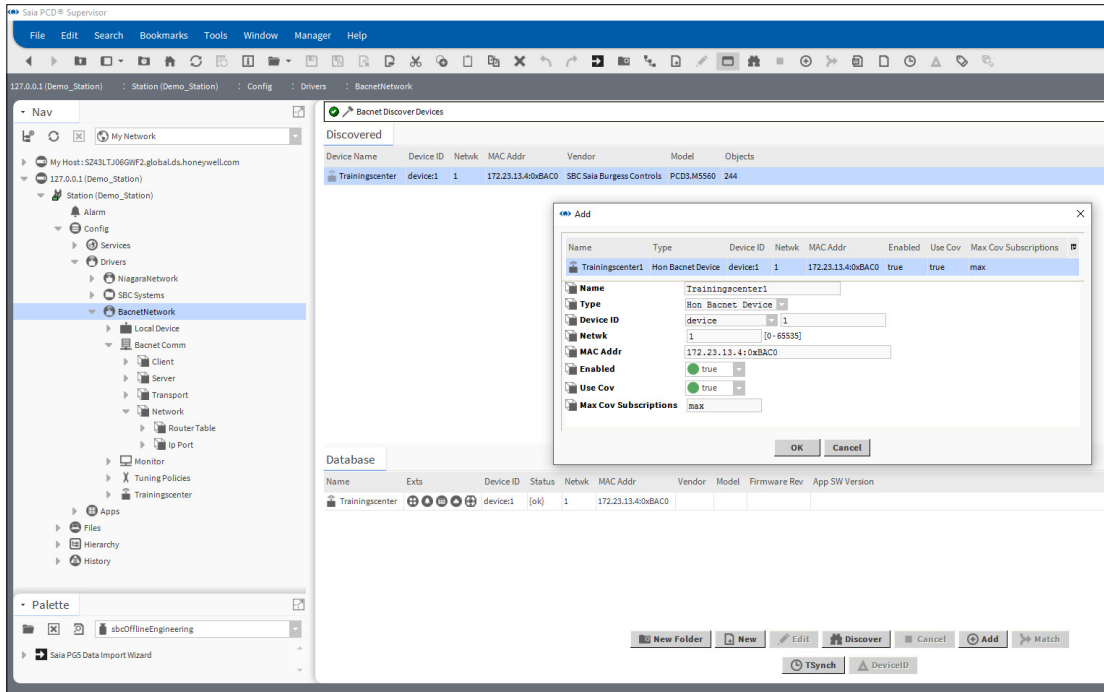 Saia PCD® Supervisor
File Edit Search Bookmarks Tools Window Manager Help
127.0.0.1 (Demo_Station) : Station (Demo_Station) : Config : Drivers : BacnetNetwork
Nav
My Network
My Host : SZ43LTJ06GWF2.global.ds.honeywell.com
127.0.0.1 (Demo_Station)
Station (Demo_Station)
Alarm
Config
Services
Drivers
NiagaraNetwork
SBC Systems
BacnetNetwork
Local Device
Bacnet Comm
Client
Server
Transport
Network
Router Table
Ip Port
Monitor
Tuning Policies
Trainingscenter
Apps
Files
Hierarchy
History
Palette
sbcOfflineEngineering
Saia PG5 Data Import Wizard
Bacnet Discover Devices
Discovered
Device Name Device ID Netwk MAC Addr Vendor Model Objects
Trainingscenter device:1 1 172.23.13.4:0xBAC0 SBC Saia Burgess Controls PCD3.M5560 244
Add
Name Type Device ID Netwk MAC Addr Enabled Use Cov Max Cov Subscriptions
Trainingscenter1 Hon Bacnet Device device:1 1 172.23.13.4:0xBAC0 true true max
Name Trainingscenter1
Type Hon Bacnet Device
Device ID device 1
Netwk 1 [0-65535]
MAC Addr 172.23.13.4:0xBAC0
Enabled true
Use Cov true
Max Cov Subscriptions max
OK Cancel
Database
Name Exts Device ID Status Netwk MAC Addr Vendor Model Firmware Rev App SW Version
Trainingscenter device:1 {ok} 1 172.23.13.4:0xBAC0
New Folder New Edit Discover Cancel Add Match
TSynch DeviceID